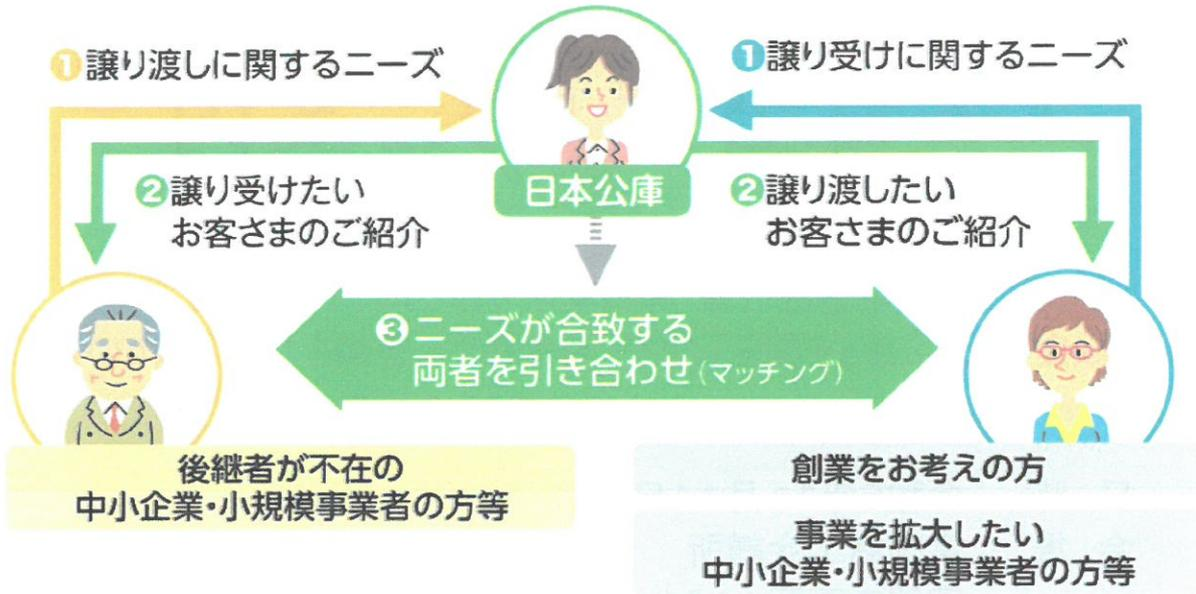 ❶譲り渡しに関するニーズ
❶譲り受けに関するニーズ
日本公庫
❷譲り受けたい
お客さまのご紹介
❷譲り渡したい
お客さまのご紹介
❸ニーズが合致する
両者を引き合わせ(マッチング)
後継者が不在の
中小企業・小規模事業者の方等
創業をお考えの方
事業を拡大したい
中小企業・小規模事業者の方等